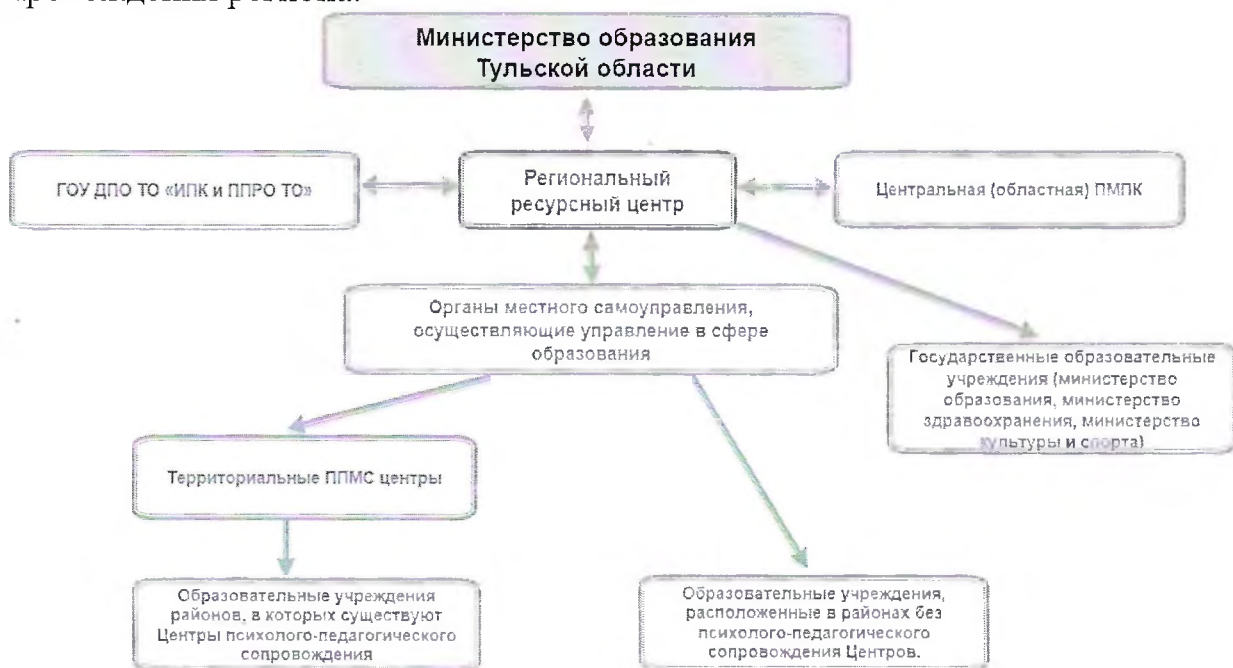 региона.
Министерство образования
Тульской области
ГОУ ДПО ТО «ИПК и ППРО ТО»
Региональный
ресурсный центр
Центральная (областная) ПМПК
Органы местного самоуправления,
осуществляющие управление в сфере
образования
Государственные образовательные
учреждения (министерство
образования, министерство
здравоохранения, министерство
культуры и спорта)
Территориальные ППМС центры
Образовательные учреждения
районов, в которых существуют
Центры психолого-педагогического
сопровождения
Образовательные учреждения,
расположенные в районах без
психолого-педагогического
сопровождения Центров.